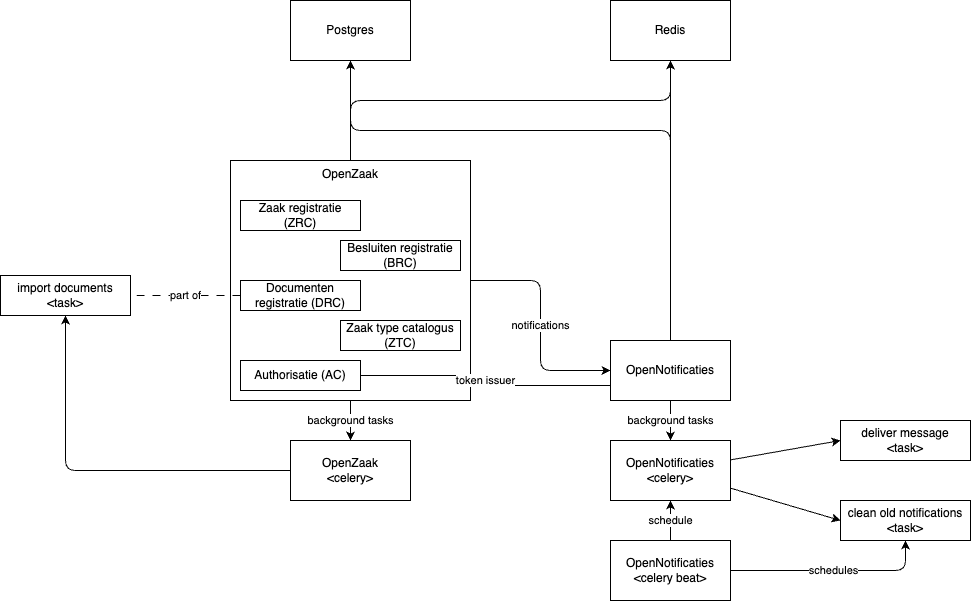 Postgres
Redis
OpenZaak
Zaak registratie
(ZRC)
Besluiten registratie
(BRC)
import documents
<task>
part of
Documenten
registratie (DRC)
Zaak type catalogus
(ZTC)
notifications
Authorisatie (AC)
token issuer
OpenNotificaties
background tasks
background tasks
OpenZaak
<celery>
OpenNotificaties
<celery>
deliver message
<task>
clean old notifications
<task>
schedule
OpenNotificaties
<celery beat>
schedules